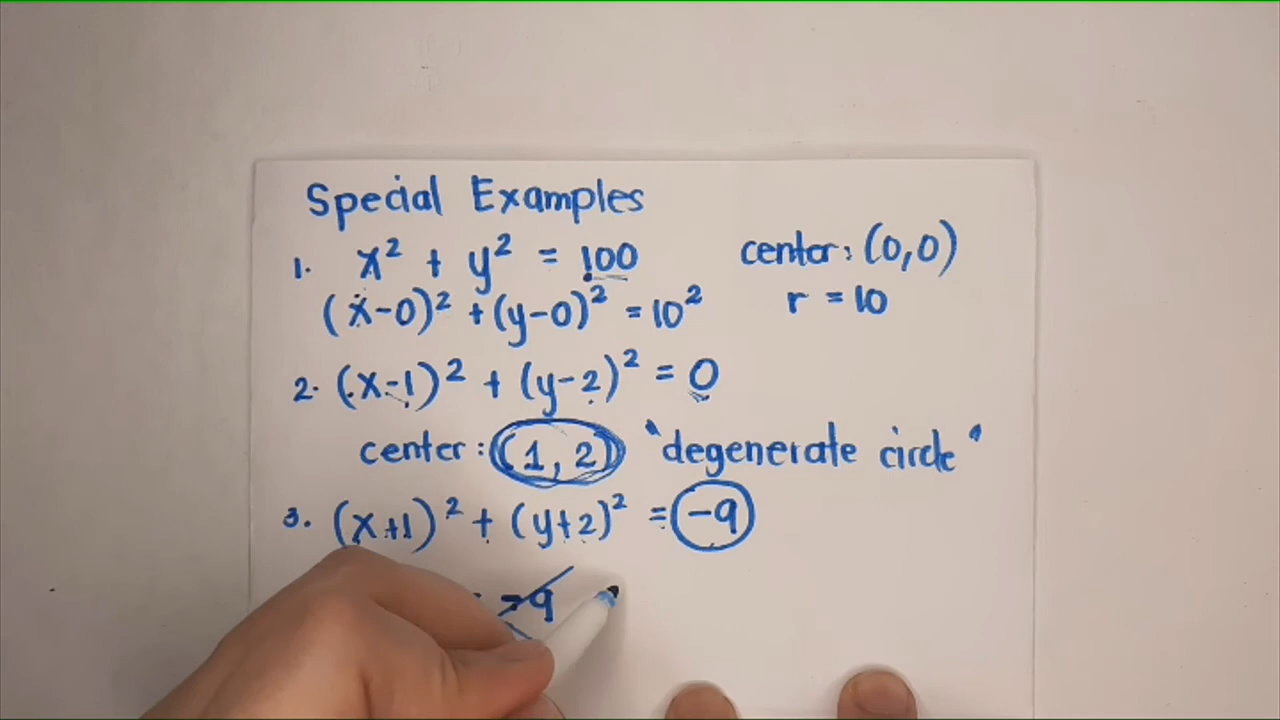 Special Examples
1. x² + y² = 100 center: (0,0)
(x-0)² + (y-0)² = 10² r = 10
2. (x-1)² + (y-2)² = 0
center: (1, 2) "degenerate circle"
3. (x+1)² + (y+2)² = -9
-9